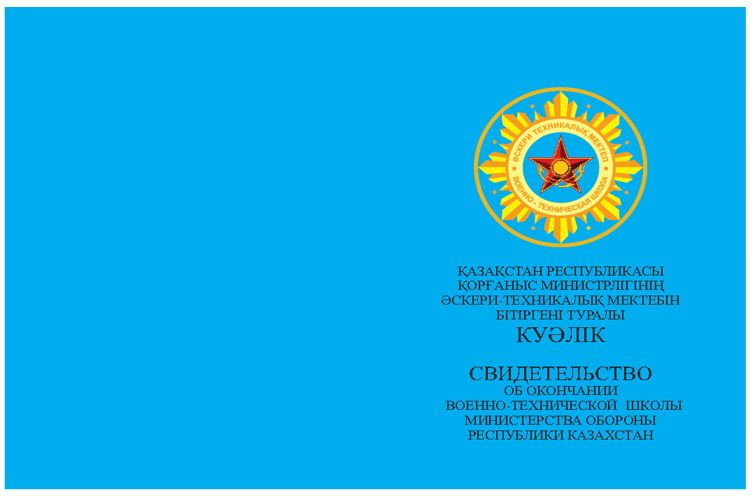 ӘСКЕРИ ТЕХНИКАЛЫҚ МЕКТЕП
ВОЕННО - ТЕХНИЧЕСКАЯ ШКОЛА
ҚАЗАҚСТАН РЕСПУБЛИКАСЫ
ҚОРҒАНЫС МИНИСТРЛІГІНІҢ
ӘСКЕРИ-ТЕХНИКАЛЫҚ МЕКТЕБІН
БІТІРГЕНІ ТУРАЛЫ
КУӘЛІК
СВИДЕТЕЛЬСТВО
ОБ ОКОНЧАНИИ
ВОЕННО-ТЕХНИЧЕСКОЙ ШКОЛЫ
МИНИСТЕРСТВА ОБОРОНЫ
РЕСПУБЛИКИ КАЗАХСТАН